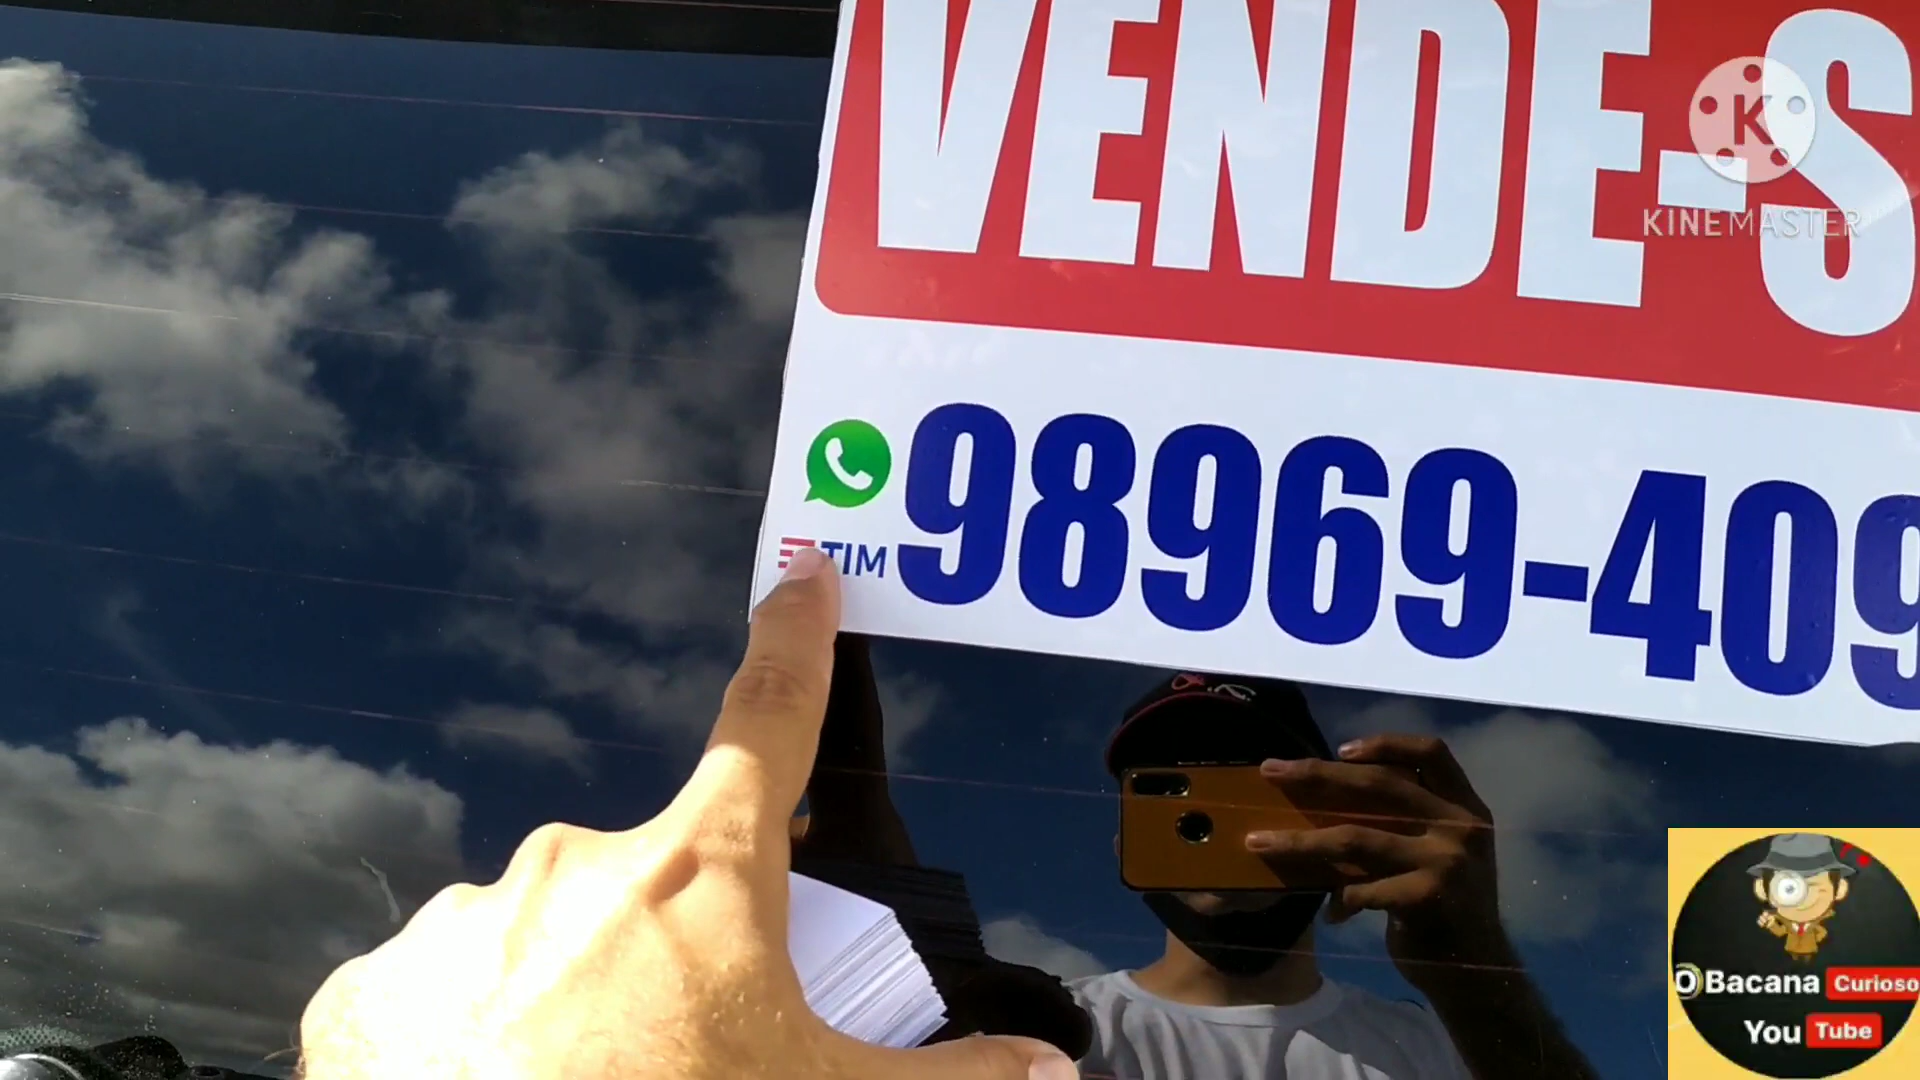 VENDE-S
K
KINEMASTER
98969-409
TIM
O Bacana Curioso
You Tube